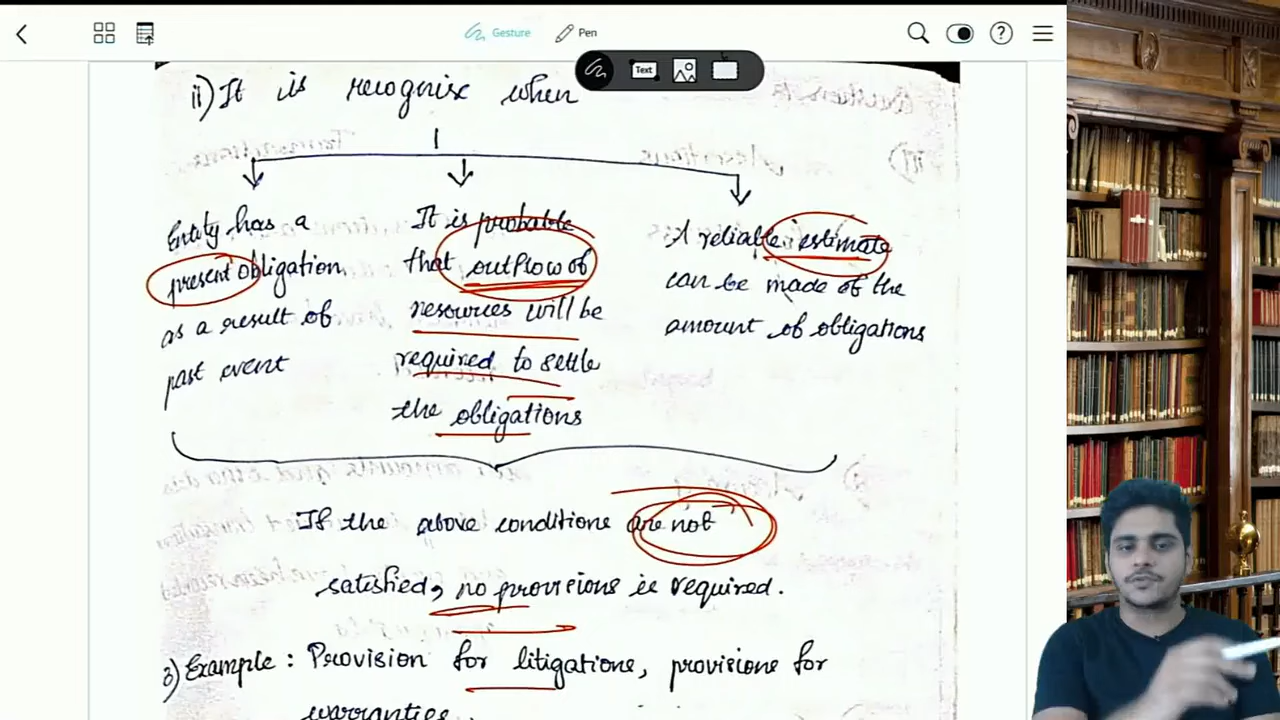 Gesture
Pen
Text
ii) It is recognise when
Entity has a
present obligation
as a result of
past event
It is probable
that outflow of
resources will be
required to settle
the obligations
A reliable estimate
can be made of the
amount of obligations
If the above conditions are not
satisfied, no provisions is required.
3) Example: Provision for litigations, provisions for
warranties.